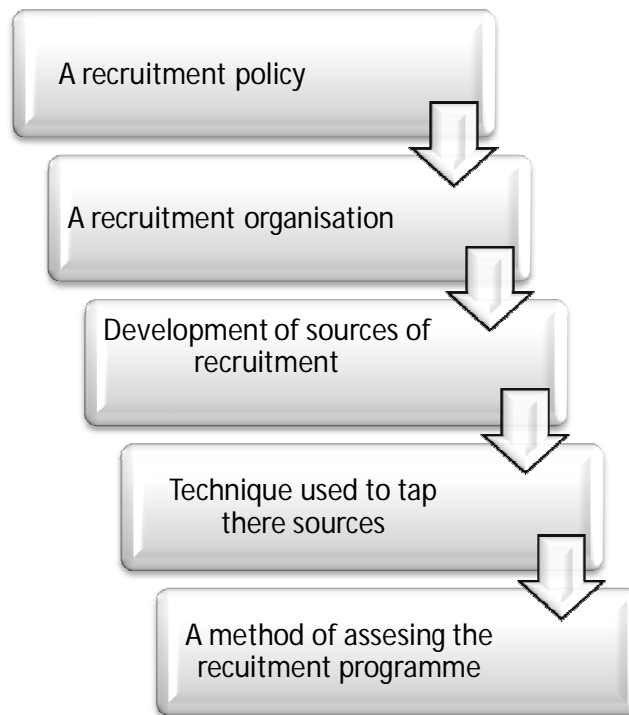 A recruitment policy
A recruitment organisation
Development of sources of
recruitment
Technique used to tap
there sources
A method of assesing the
recuitment programme